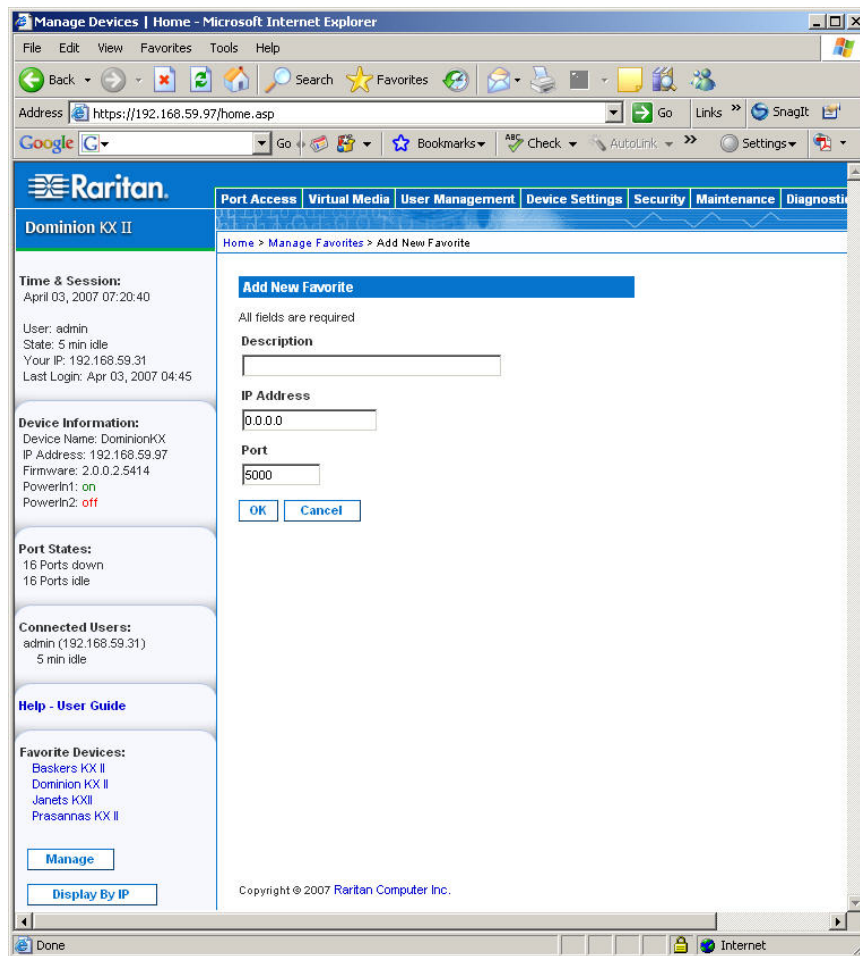 Manage Devices | Home - Microsoft Internet Explorer
File Edit View Favorites Tools Help
Back Search Favorites
Address https://192.168.59.97/home.asp Go Links » SnagIt
Google G Go Bookmarks ABC Check AutoLink » Settings
Raritan.
Port Access Virtual Media User Management Device Settings Security Maintenance Diagnosti
Dominion KX II
Home > Manage Favorites > Add New Favorite
Time & Session:
April 03, 2007 07:20:40
User: admin
State: 5 min idle
Your IP: 192.168.59.31
Last Login: Apr 03, 2007 04:45
Device Information:
Device Name: DominionKX
IP Address: 192.168.59.97
Firmware: 2.0.0.2.5414
PowerIn1: on
PowerIn2: off
Port States:
16 Ports down
16 Ports idle
Connected Users:
admin (192.168.59.31)
5 min idle
Help - User Guide
Favorite Devices:
Baskers KX II
Dominion KX II
Janets KXII
Prasannas KX II
Manage
Display By IP
Add New Favorite
All fields are required
Description
IP Address
0.0.0.0
Port
5000
OK Cancel
Copyright © 2007 Raritan Computer Inc.
Done Internet